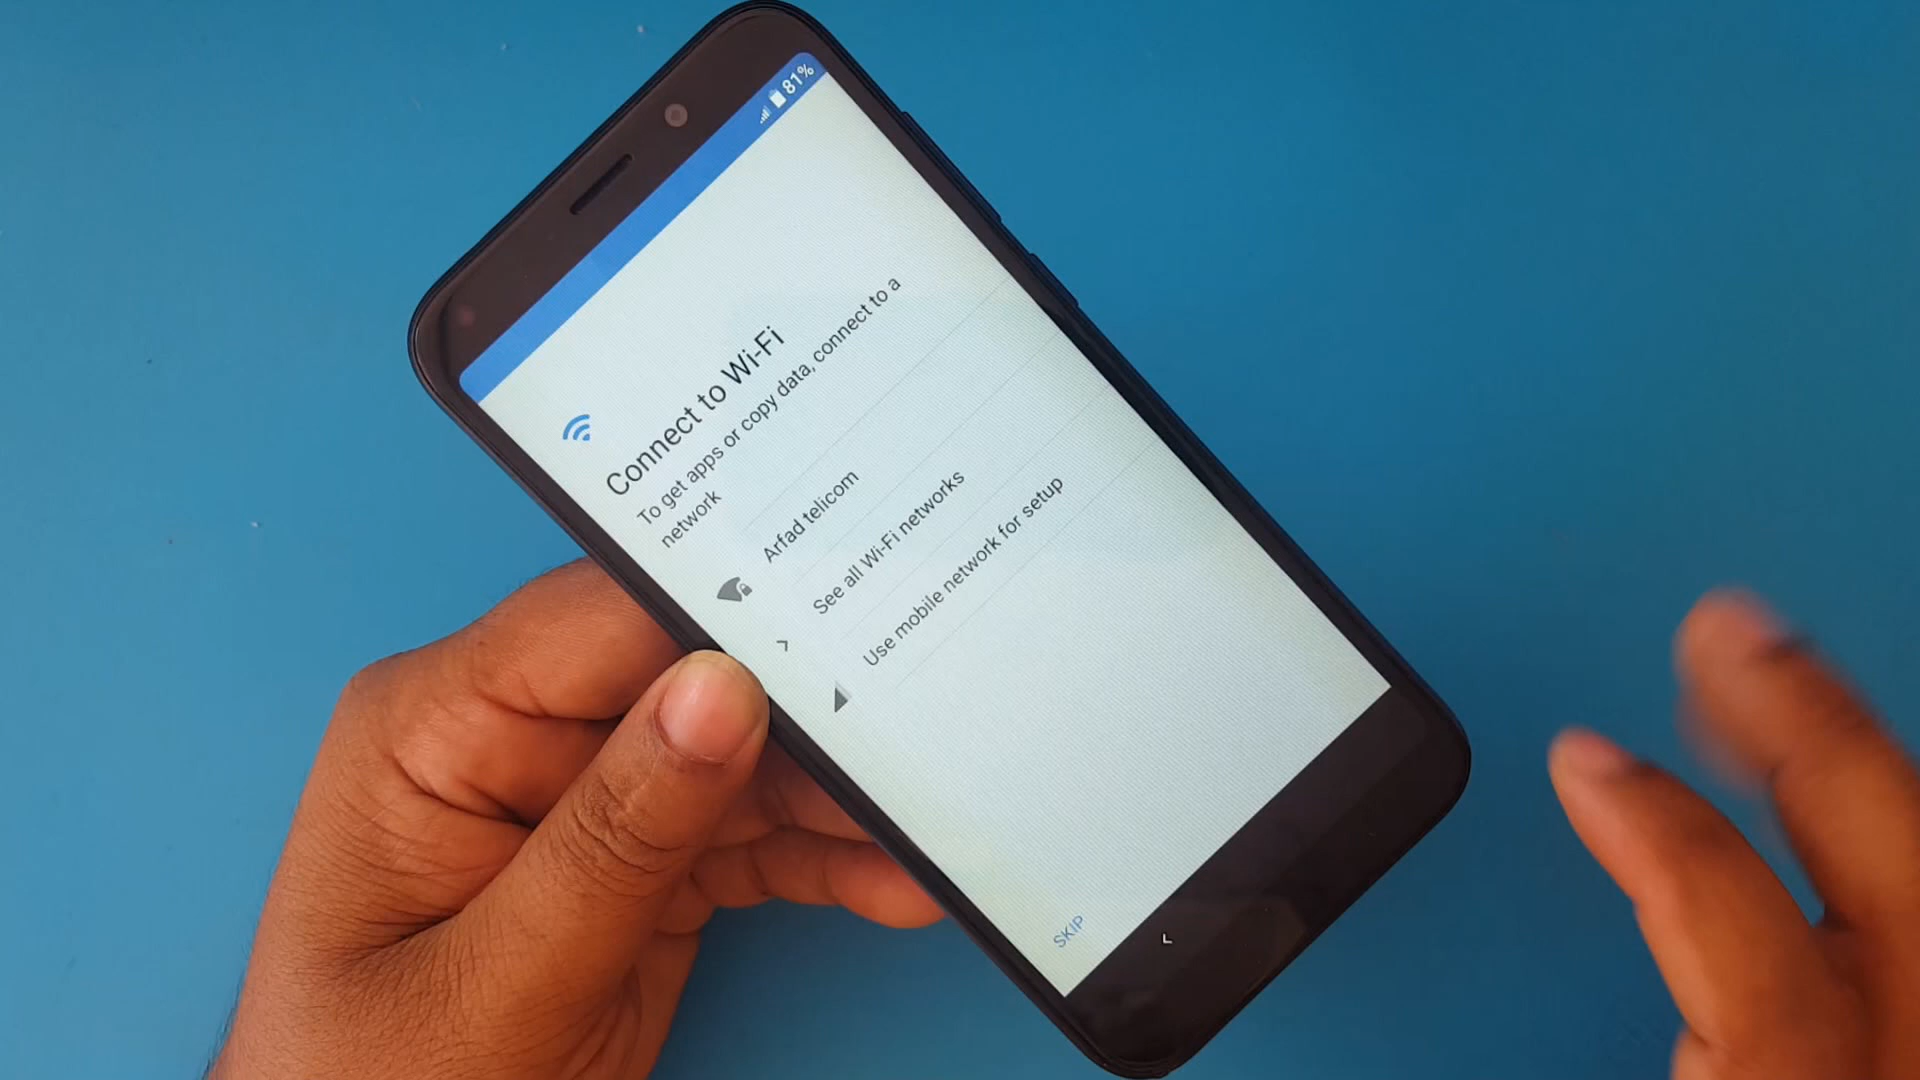 81%
Connect to Wi-Fi
To get apps or copy data, connect to a
network
Arfad telicom
See all Wi-Fi networks
Use mobile network for setup
SKIP